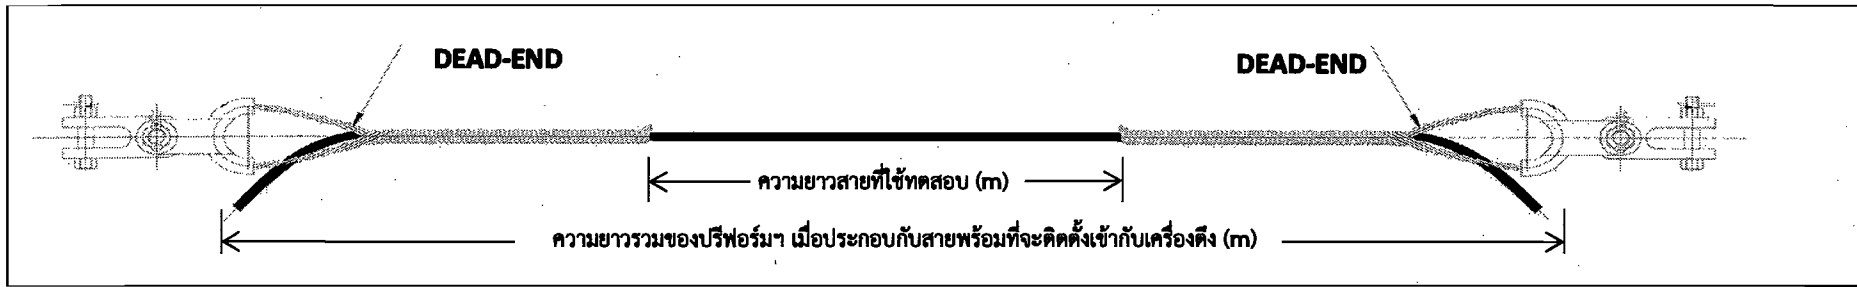 DEAD-END
DEAD-END
ความยาวสายที่ใช้ทดสอบ (m)
ความยาวรวมของปรีฟอร์มฯ เมื่อประกอบกับสายพร้อมที่จะติดตั้งเข้ากับเครื่องดึง (m)